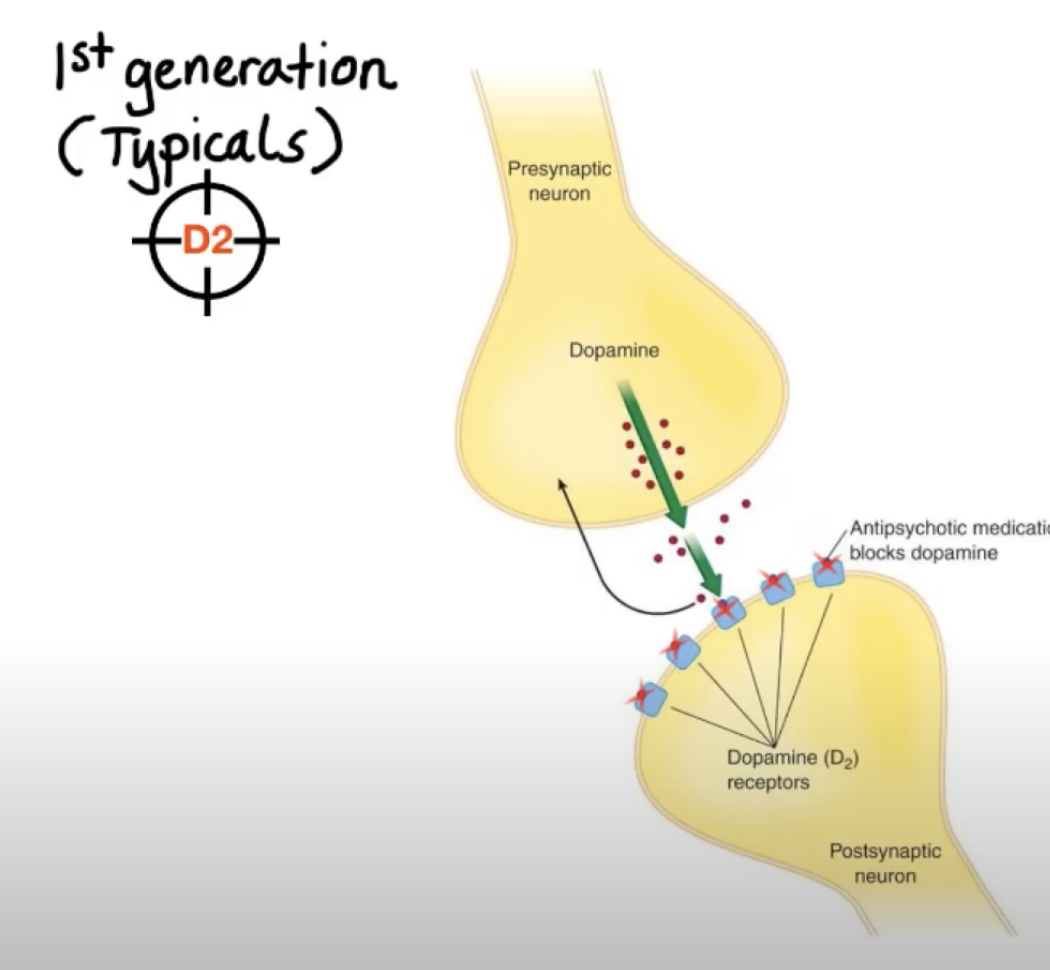 1st generation
(Typicals)
D2
Presynaptic
neuron
Dopamine
Antipsychotic medicatio
blocks dopamine
Dopamine (D₂)
receptors
Postsynaptic
neuron